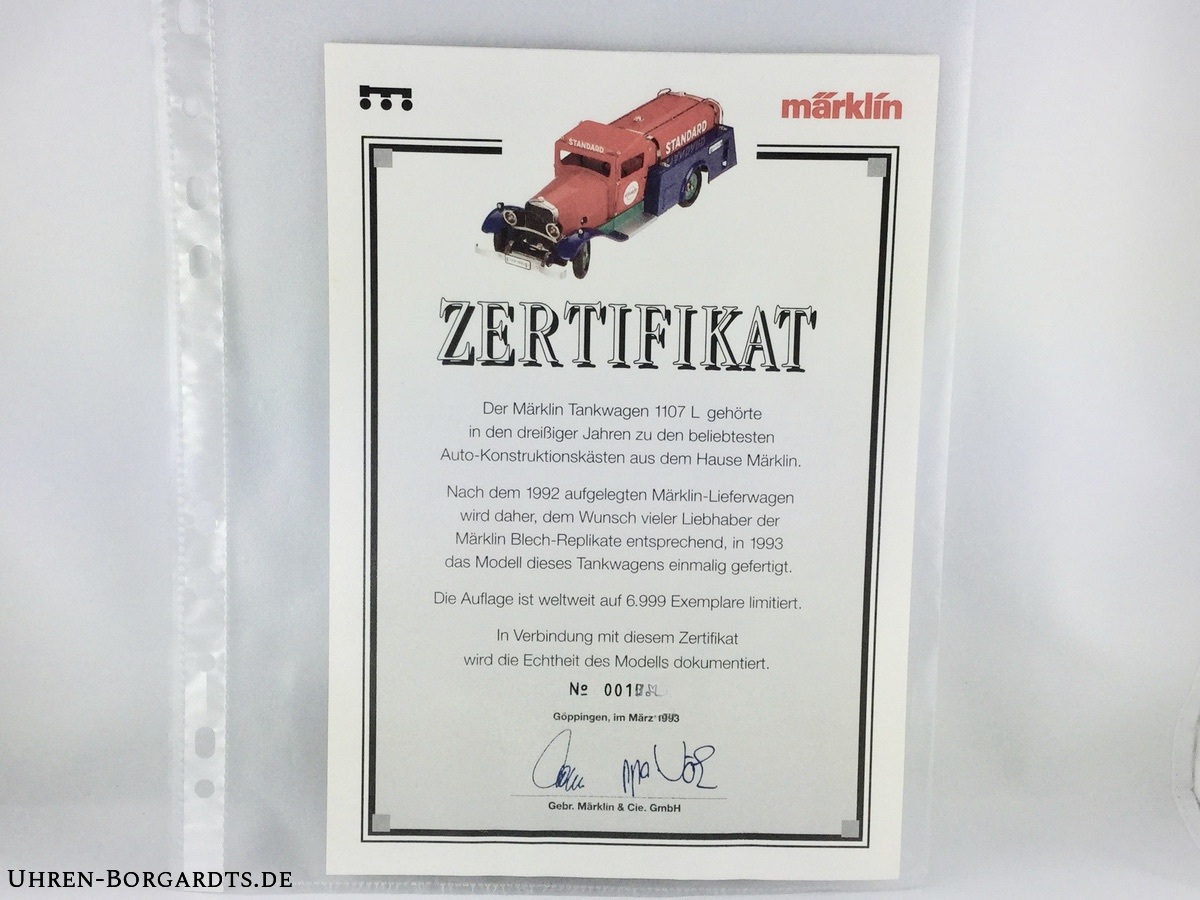 märklin
STANDARD
STANDARD
ZERTIFIKAT
Der Märklin Tankwagen 1107 L gehörte
in den dreißiger Jahren zu den beliebtesten
Auto-Konstruktionskästen aus dem Hause Märklin.
Nach dem 1992 aufgelegten Märklin-Lieferwagen
wird daher, dem Wunsch vieler Liebhaber der
Märklin Blech-Replikate entsprechend, in 1993
das Modell dieses Tankwagens einmalig gefertigt.
Die Auflage ist weltweit auf 6.999 Exemplare limitiert.
In Verbindung mit diesem Zertifikat
wird die Echtheit des Modells dokumentiert.
Nº
Göppingen, im März 1993
Gebr. Märklin & Cie. GmbH
UHREN-BORGARDTS.DE